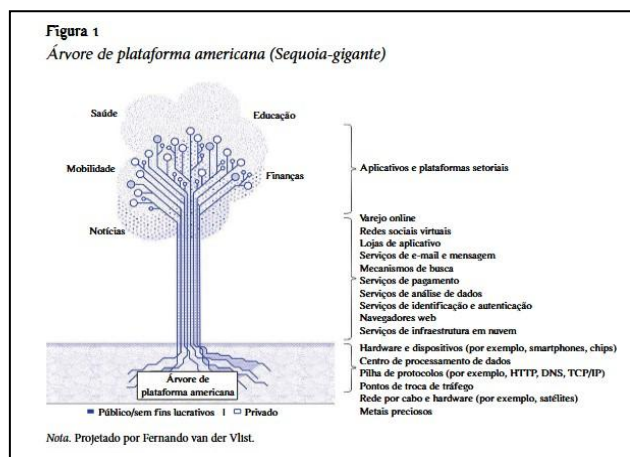 Figura 1
Árvore de plataforma americana (Sequoia-gigante)
Saúde
Educação
Mobilidade
Finanças
Notícias
Aplicativos e plataformas setoriais
Varejo online
Redes sociais virtuais
Lojas de aplicativo
Serviços de e-mail e mensagem
Mecanismos de busca
Serviços de pagamento
Serviços de análise de dados
Serviços de identificação e autenticação
Navegadores web
Serviços de infraestrutura em nuvem
Hardware e dispositivos (por exemplo, smartphones, chips)
Centro de processamento de dados
Pilha de protocolos (por exemplo, HTTP, DNS, TCP/IP)
Pontos de troca de tráfego
Rede por cabo e hardware (por exemplo, satélites)
Metais preciosos
Árvore de
plataforma americana
Público/sem fins lucrativos | Privado
Nota. Projetado por Fernando van der Vlist.